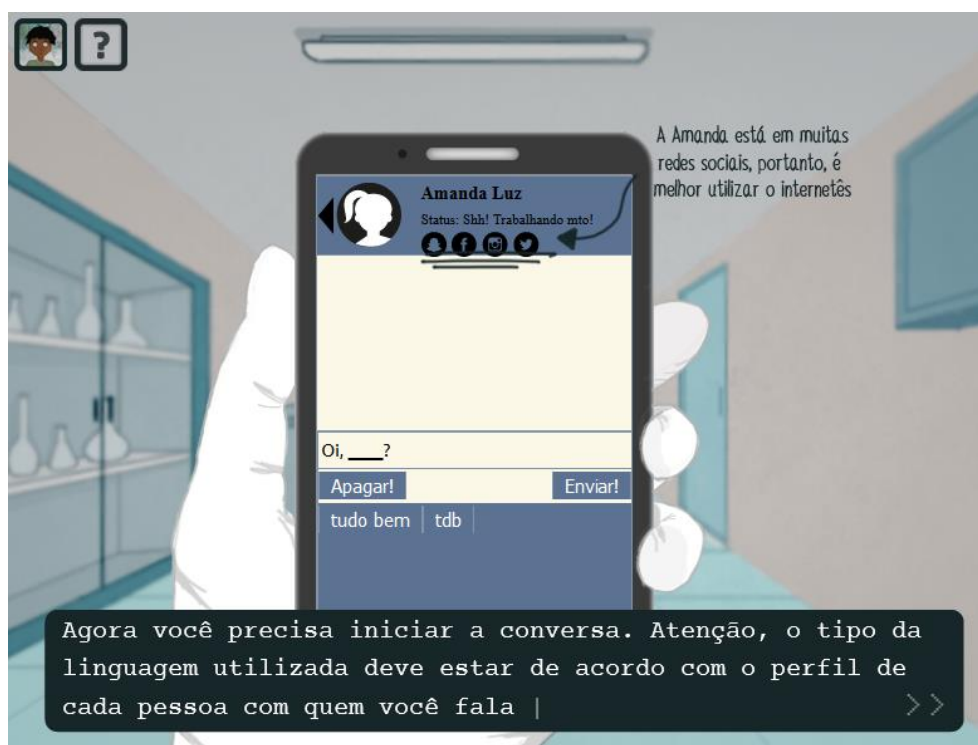 ?
A Amanda está em muitas
redes sociais, portanto, é
melhor utilizar o internetês
Amanda Luz
Status: Shh! Trabalhando mto!
Oi, ____?
Apagar!
Enviar!
tudo bem
tdb
Agora você precisa iniciar a conversa. Atenção, o tipo da
linguagem utilizada deve estar de acordo com o perfil de
cada pessoa com quem você fala |
>>